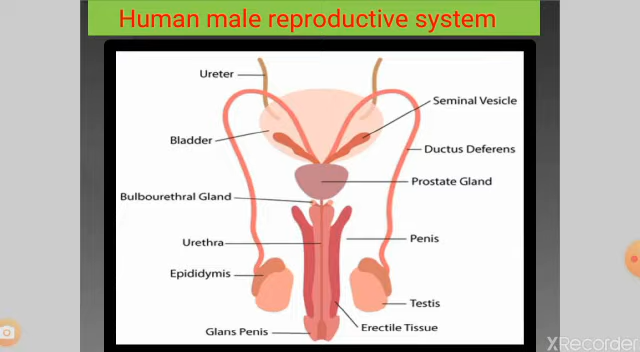 Human male reproductive system
Ureter
Seminal Vesicle
Bladder
Ductus Deferens
Prostate Gland
Bulbourethral Gland
Urethra
Penis
Epididymis
Testis
Glans Penis
Erectile Tissue
XRecorder